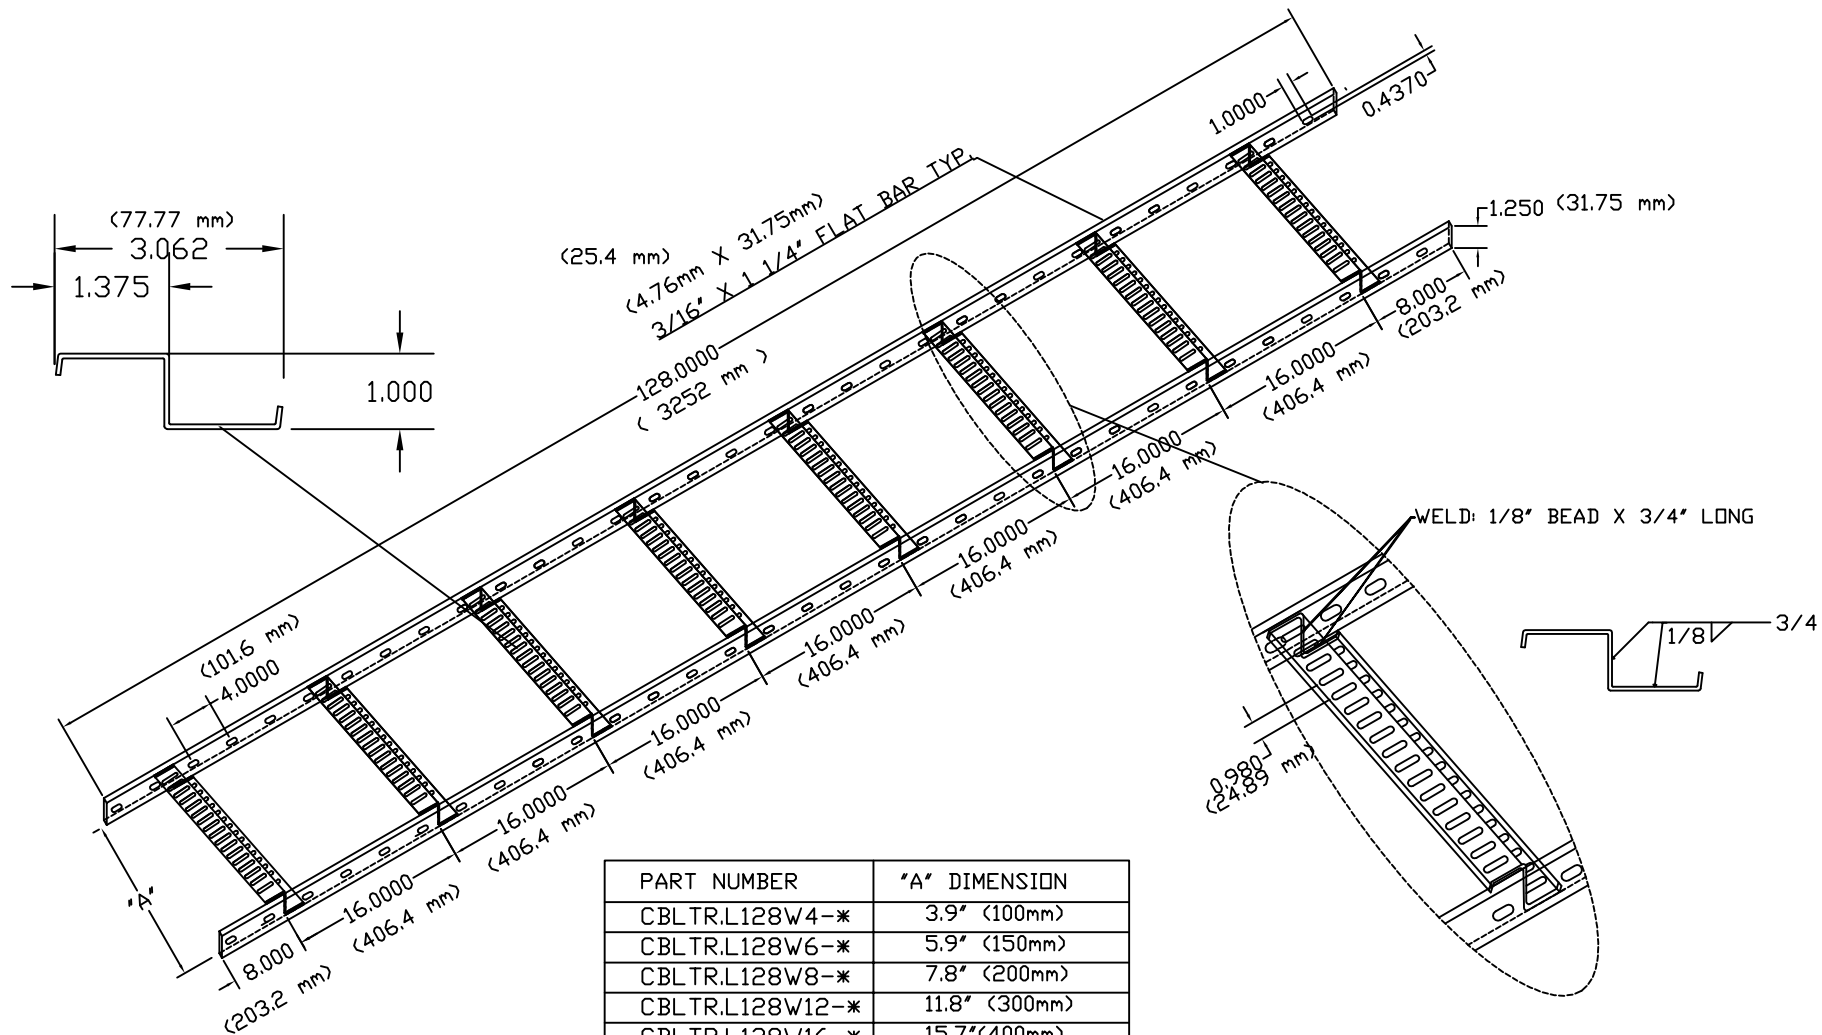 (77.77 mm)
3.062
1.375
1.000
(25.4 mm)
(4.76mm X 31.75mm)
3/16" X 1 1/4" FLAT BAR TYP.
128.0000
( 3252 mm )
1.0000
0.4370
1.250 (31.75 mm)
8.000
(203.2 mm)
16.0000
(406.4 mm)
16.0000
(406.4 mm)
16.0000
(406.4 mm)
16.0000
(406.4 mm)
16.0000
(406.4 mm)
16.0000
(406.4 mm)
16.0000
(406.4 mm)
8.000
(203.2 mm)
(101.6 mm)
4.0000
"A"
WELD: 1/8" BEAD X 3/4" LONG
1/8
3/4
0.980
(24.89 mm)
PART NUMBER "A" DIMENSION
CBLTR.L128W4-* 3.9" (100mm)
CBLTR.L128W6-* 5.9" (150mm)
CBLTR.L128W8-* 7.8" (200mm)
CBLTR.L128W12-* 11.8" (300mm)
CBLTR.L128W16-* 15.7"(400mm)